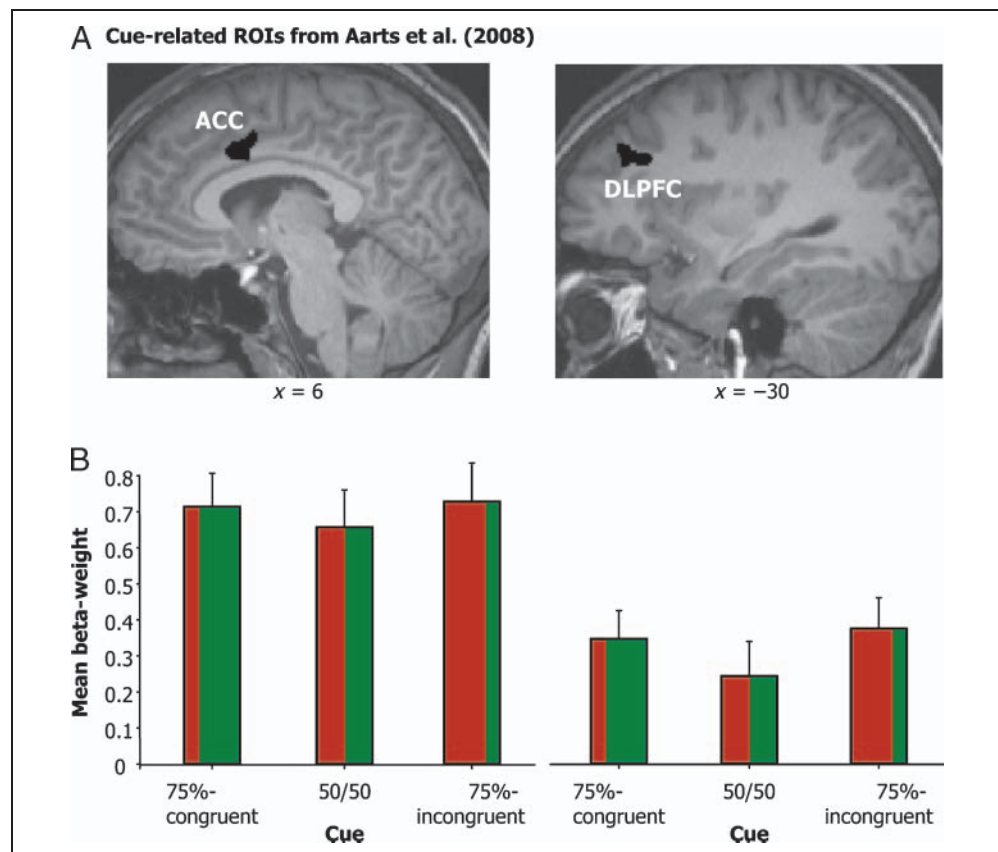 A Cue-related ROIs from Aarts et al. (2008)
ACC
DLPFC
x = 6
x = −30
B
Mean beta-weight
0.8
0.7
0.6
0.5
0.4
0.3
0.2
0.1
0
75%-
congruent
50/50
75%-
incongruent
Cue
75%-
congruent
50/50
75%-
incongruent
Cue